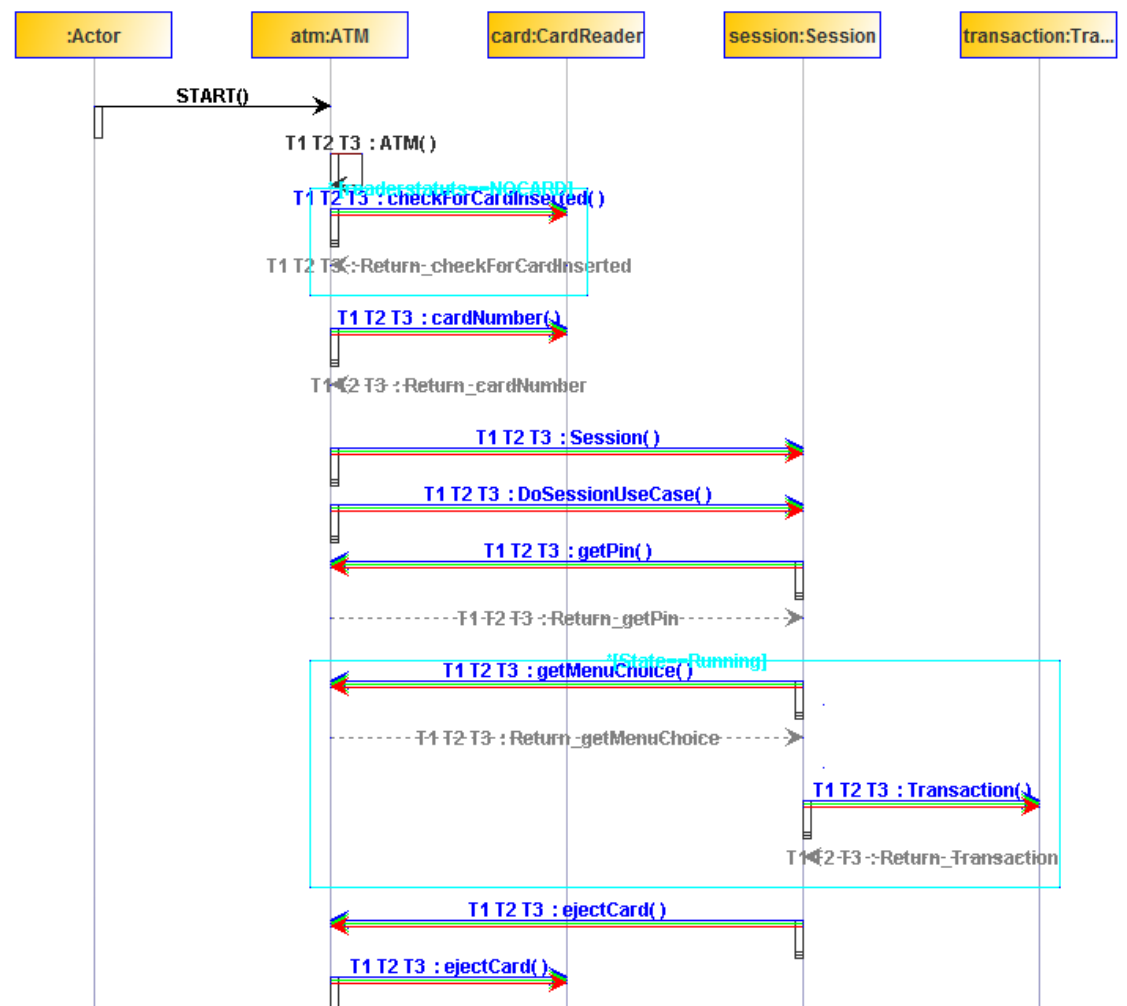 :Actor
atm:ATM
card:CardReader
session:Session
transaction:Tra...
START()
T1 T2 T3 : ATM( )
*[readerstatuts==NOCARD]
T1 T2 T3 : checkForCardInserted( )
T1 T2 T3 : Return_checkForCardInserted
T1 T2 T3 : cardNumber( )
T1 T2 T3 : Return_cardNumber
T1 T2 T3 : Session( )
T1 T2 T3 : DoSessionUseCase( )
T1 T2 T3 : getPin( )
T1 T2 T3 : Return_getPin
*[State==Running]
T1 T2 T3 : getMenuChoice( )
T1 T2 T3 : Return_getMenuChoice
T1 T2 T3 : Transaction( )
T1 T2 T3 : Return_Transaction
T1 T2 T3 : ejectCard( )
T1 T2 T3 : ejectCard( )